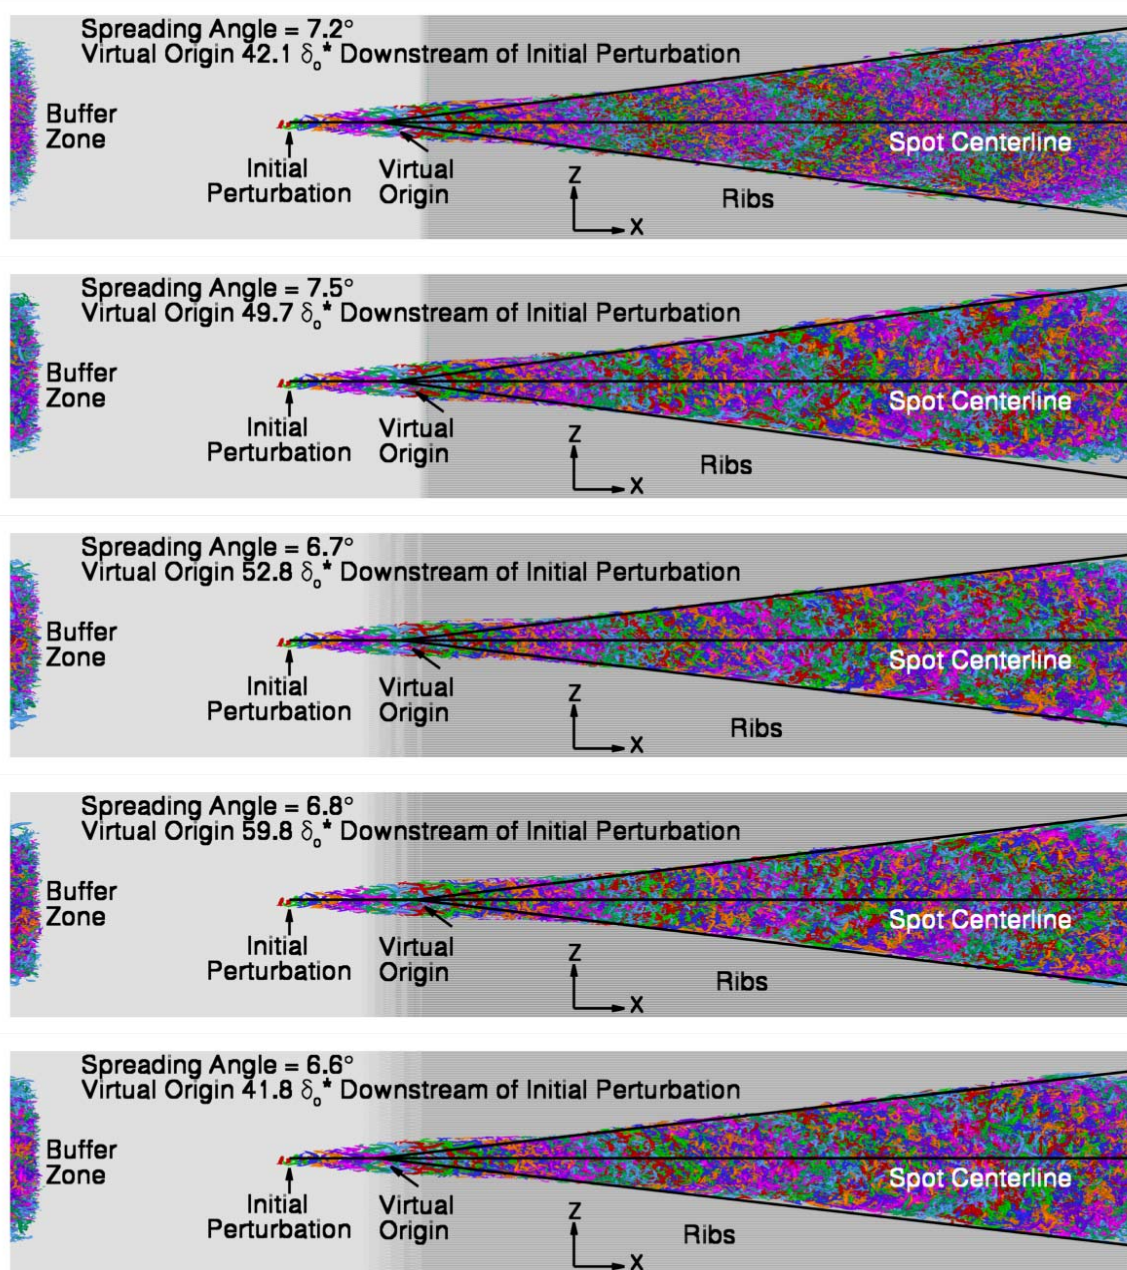 Spreading Angle = 7.2°
Virtual Origin 42.1 δₒ* Downstream of Initial Perturbation
Buffer
Zone
Spot Centerline
Initial
Perturbation
Virtual
Origin
Z
Ribs
X
Spreading Angle = 7.5°
Virtual Origin 49.7 δₒ* Downstream of Initial Perturbation
Buffer
Zone
Spot Centerline
Initial
Perturbation
Virtual
Origin
Z
Ribs
X
Spreading Angle = 6.7°
Virtual Origin 52.8 δₒ* Downstream of Initial Perturbation
Buffer
Zone
Spot Centerline
Initial
Perturbation
Virtual
Origin
Z
Ribs
X
Spreading Angle = 6.8°
Virtual Origin 59.8 δₒ* Downstream of Initial Perturbation
Buffer
Zone
Spot Centerline
Initial
Perturbation
Virtual
Origin
Z
Ribs
X
Spreading Angle = 6.6°
Virtual Origin 41.8 δₒ* Downstream of Initial Perturbation
Buffer
Zone
Spot Centerline
Initial
Perturbation
Virtual
Origin
Z
Ribs
X